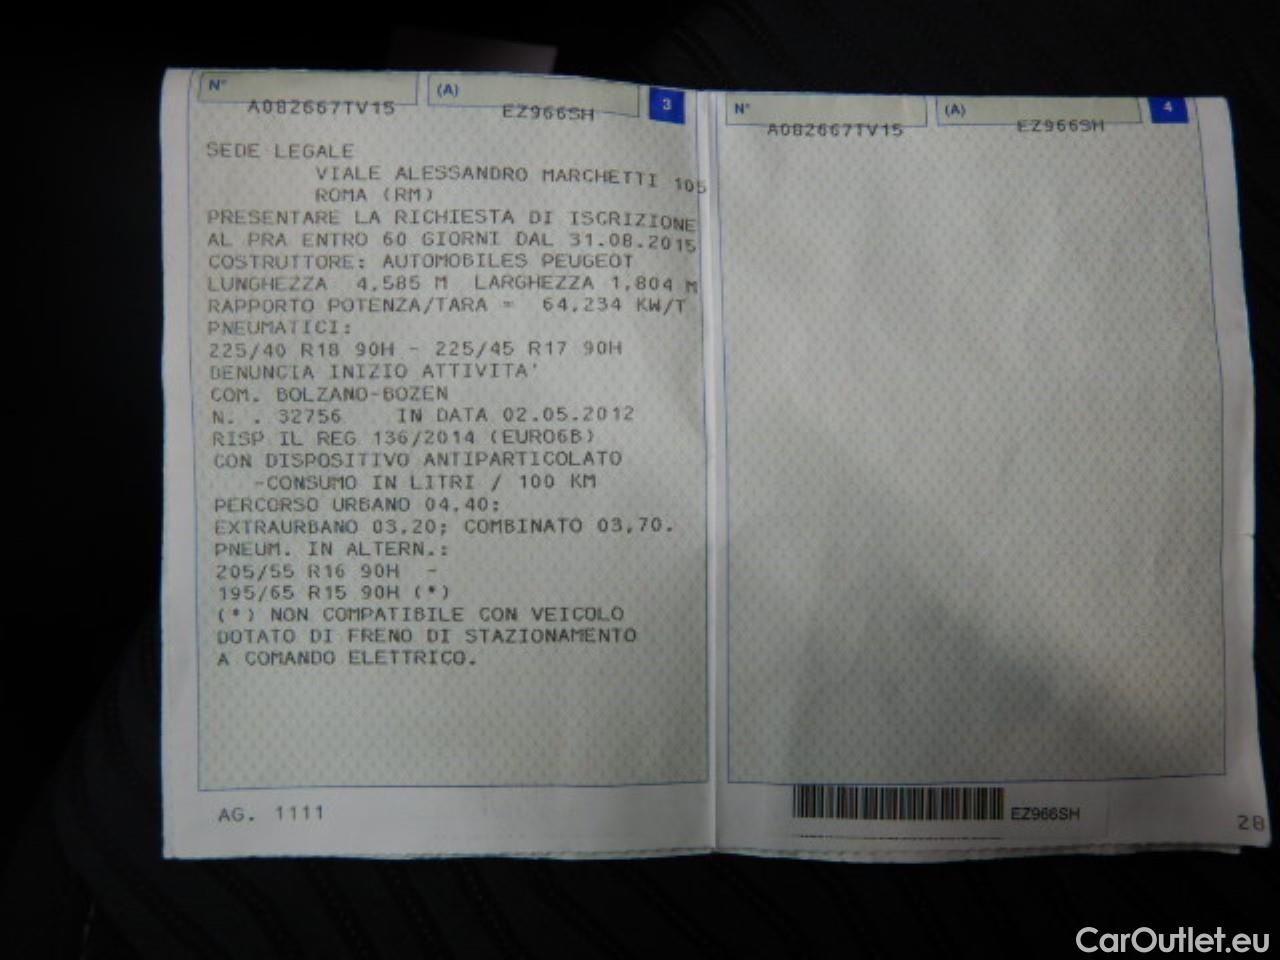 N°
A082667TV15
(A)
EZ966SH
3
SEDE LEGALE
VIALE ALESSANDRO MARCHETTI 105
ROMA (RM)
PRESENTARE LA RICHIESTA DI ISCRIZIONE
AL PRA ENTRO 60 GIORNI DAL 31.08.2015
COSTRUTTORE: AUTOMOBILES PEUGEOT
LUNGHEZZA 4,585 M LARGHEZZA 1,804 M
RAPPORTO POTENZA/TARA = 64,234 KW/T
PNEUMATICI:
225/40 R18 90H - 225/45 R17 90H
DENUNCIA INIZIO ATTIVITA'
COM. BOLZANO-BOZEN
N. . 32756 IN DATA 02.05.2012
RISP IL REG 136/2014 (EURO6B)
CON DISPOSITIVO ANTIPARTICOLATO
-CONSUMO IN LITRI / 100 KM
PERCORSO URBANO 04,40;
EXTRAURBANO 03,20; COMBINATO 03,70.
PNEUM. IN ALTERN.:
205/55 R16 90H -
195/65 R15 90H (*)
(*) NON COMPATIBILE CON VEICOLO
DOTATO DI FRENO DI STAZIONAMENTO
A COMANDO ELETTRICO.
AG. 1111
N°
A082667TV15
(A)
EZ966SH
4
EZ966SH
28
CarOutlet.eu